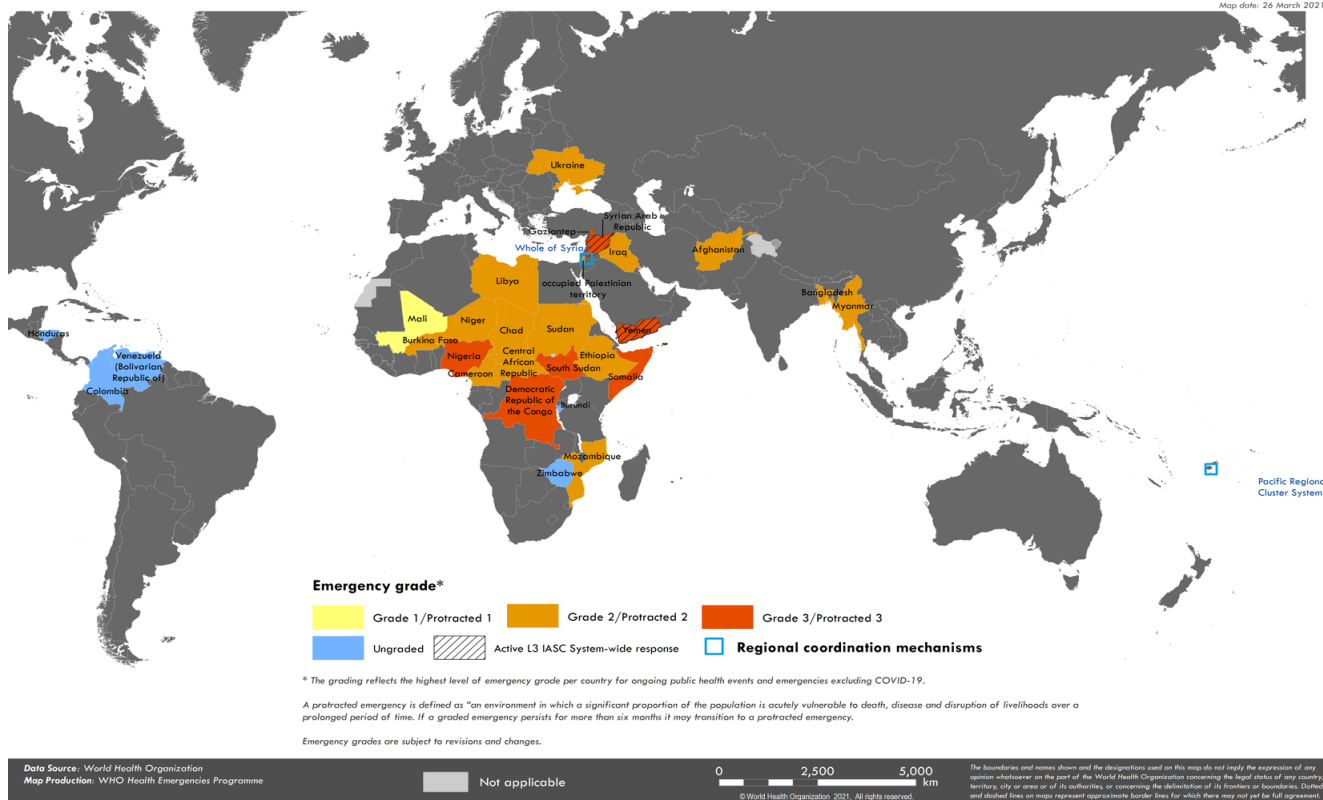 Map date: 26 March 2021
Ukraine
Syrian Arab
Republic
Gaziantep
Whole of Syria
Iraq
Afghanistan
Libya
occupied Palestinian
territory
Bangladesh
Myanmar
Mali
Niger
Chad
Sudan
Yemen
Honduras
Burkina Faso
Venezuela
(Bolivarian
Republic of)
Nigeria
Central
African
Republic
Ethiopia
South Sudan
Cameroon
Somalia
Colombia
Democratic
Republic of
the Congo
Burundi
Mozambique
Zimbabwe
Pacific Regional
Cluster System
Emergency grade*
Grade 1/Protracted 1
Grade 2/Protracted 2
Grade 3/Protracted 3
Ungraded
Active L3 IASC System-wide response
Regional coordination mechanisms
* The grading reflects the highest level of emergency grade per country for ongoing public health events and emergencies excluding COVID-19.
A protracted emergency is defined as "an environment in which a significant proportion of the population is acutely vulnerable to death, disease and disruption of livelihoods over a
prolonged period of time. If a graded emergency persists for more than six months it may transition to a protracted emergency.
Emergency grades are subject to revisions and changes.
Data Source: World Health Organization
Map Production: WHO Health Emergencies Programme
Not applicable
0 2,500 5,000
km
© World Health Organization 2021. All rights reserved.
The boundaries and names shown and the designations used on this map do not imply the expression of any
opinion whatsoever on the part of the World Health Organization concerning the legal status of any country,
territory, city or area or of its authorities, or concerning the delimitation of its frontiers or boundaries. Dotted
and dashed lines on maps represent approximate border lines for which there may not yet be full agreement.